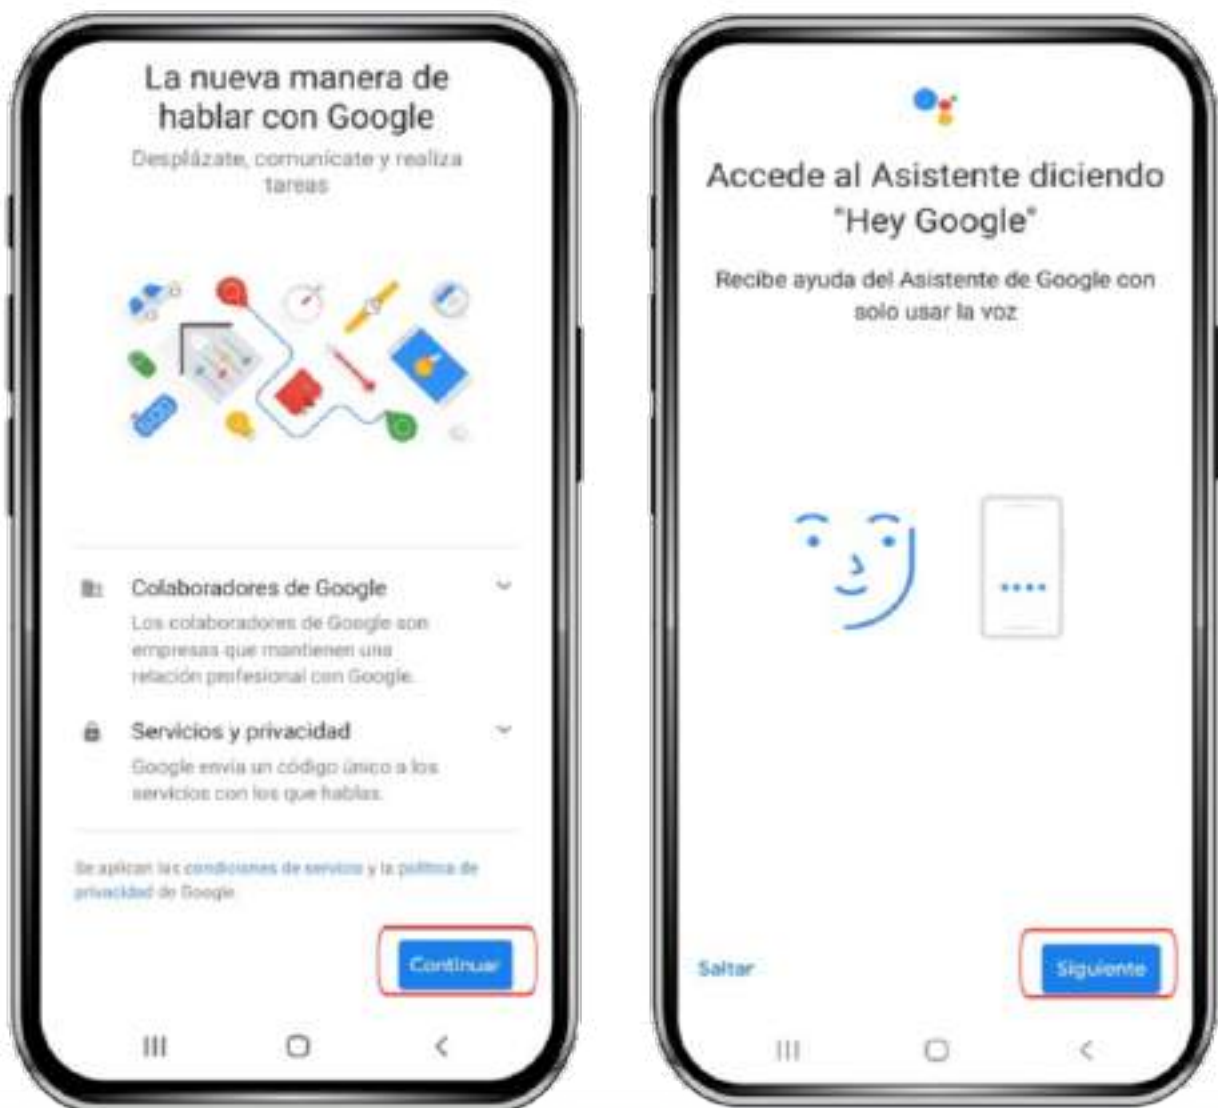 La nueva manera de
hablar con Google
Desplázate, comunícate y realiza
tareas
Colaboradores de Google
Los colaboradores de Google son
empresas que mantienen una
relación profesional con Google.
Servicios y privacidad
Google envía un código único a los
servicios con los que hablas.
Se aplican las condiciones de servicio y la política de
privacidad de Google.
Continuar
Accede al Asistente diciendo
"Hey Google"
Recibe ayuda del Asistente de Google con
solo usar la voz
Saltar
Siguiente